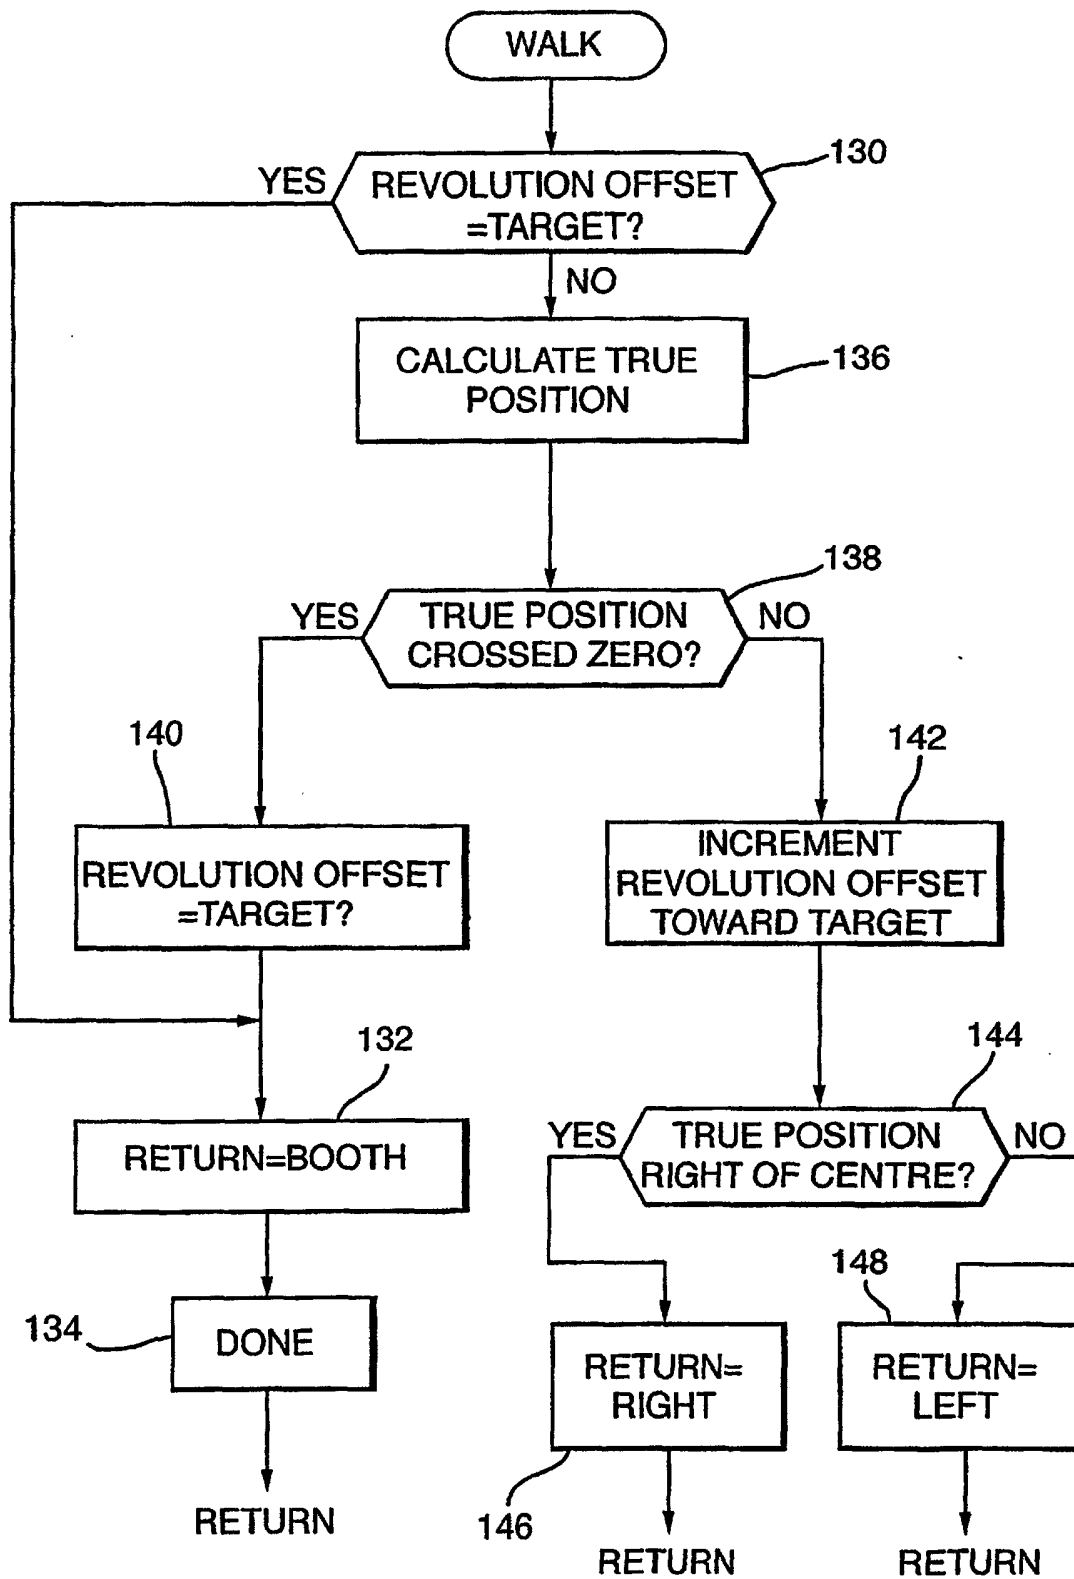 WALK
130
YES
REVOLUTION OFFSET
=TARGET?
NO
CALCULATE TRUE
POSITION
136
138
YES
TRUE POSITION
CROSSED ZERO?
NO
140
142
REVOLUTION OFFSET
=TARGET?
INCREMENT
REVOLUTION OFFSET
TOWARD TARGET
132
144
RETURN=BOOTH
YES
TRUE POSITION
RIGHT OF CENTRE?
NO
148
134
DONE
RETURN=
RIGHT
RETURN=
LEFT
RETURN
146
RETURN
RETURN